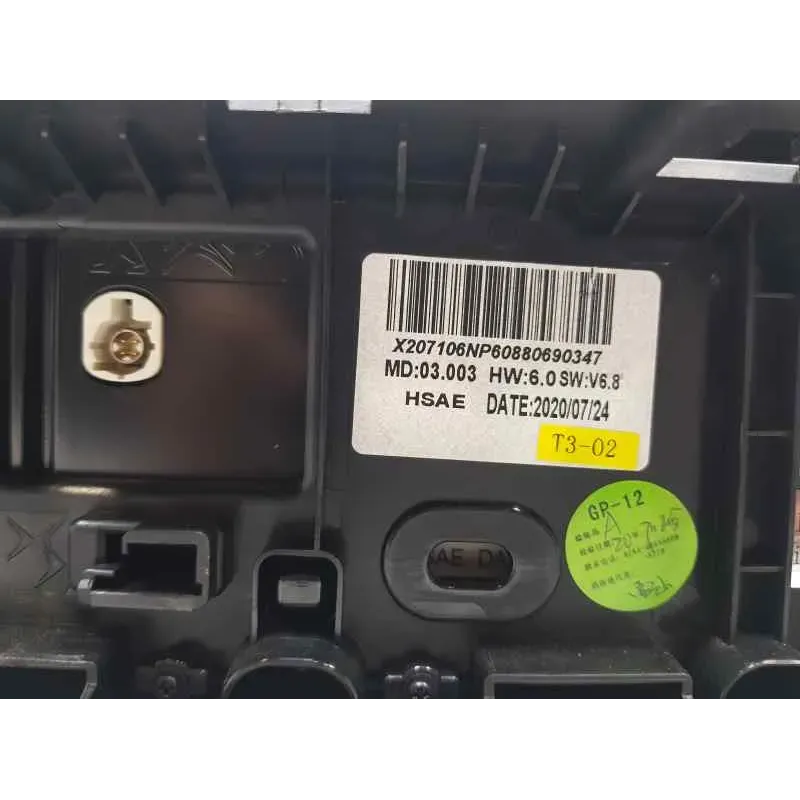 X207106NP60880690347
MD:03.003 HW:6.0 SW:V6.8
HSAE DATE:2020/07/24
T3-02
GP-12
A